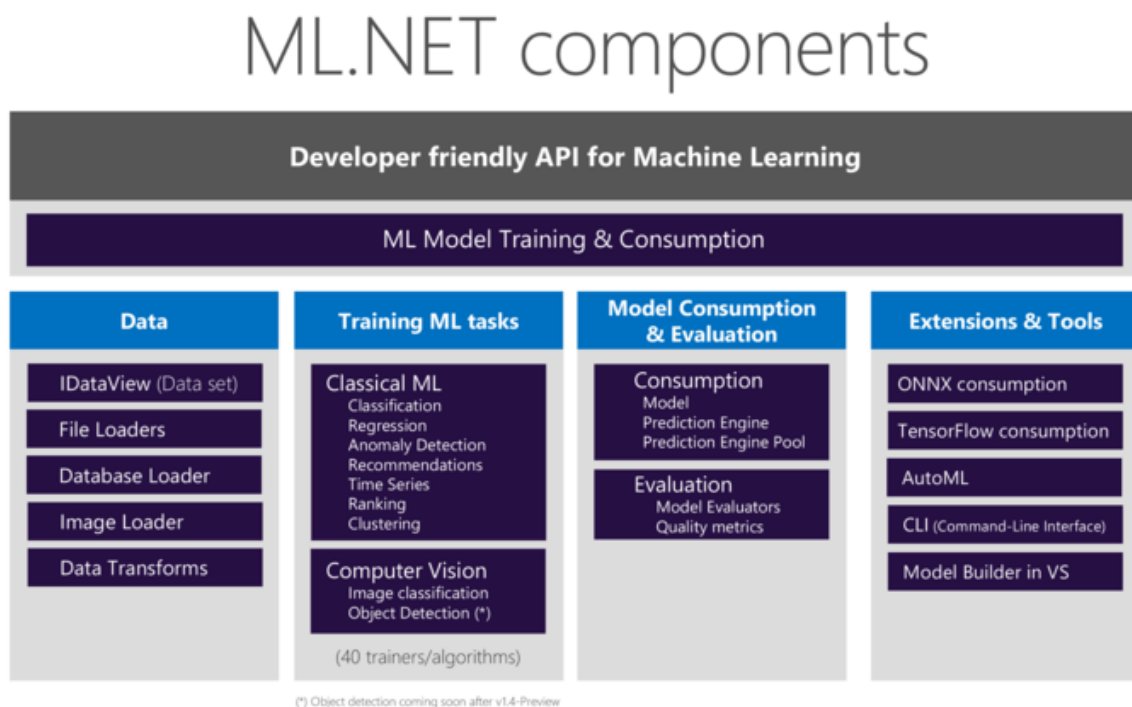 ML.NET components
Developer friendly API for Machine Learning
ML Model Training & Consumption
Data
IDataView (Data set)
File Loaders
Database Loader
Image Loader
Data Transforms
Training ML tasks
Classical ML
Classification
Regression
Anomaly Detection
Recommendations
Time Series
Ranking
Clustering
Computer Vision
Image classification
Object Detection (*)
(40 trainers/algorithms)
Model Consumption
& Evaluation
Consumption
Model
Prediction Engine
Prediction Engine Pool
Evaluation
Model Evaluators
Quality metrics
Extensions & Tools
ONNX consumption
TensorFlow consumption
AutoML
CLI (Command-Line Interface)
Model Builder in VS
(*) Object detection coming soon after v1.4-Preview